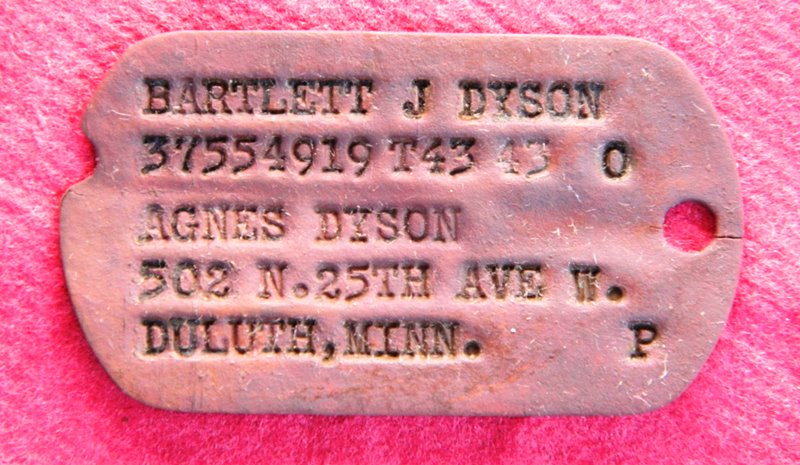 BARTLETT J DYSON
37554919 T43 43 O
AGNES DYSON
502 N.25TH AVE W.
DULUTH,MINN. P